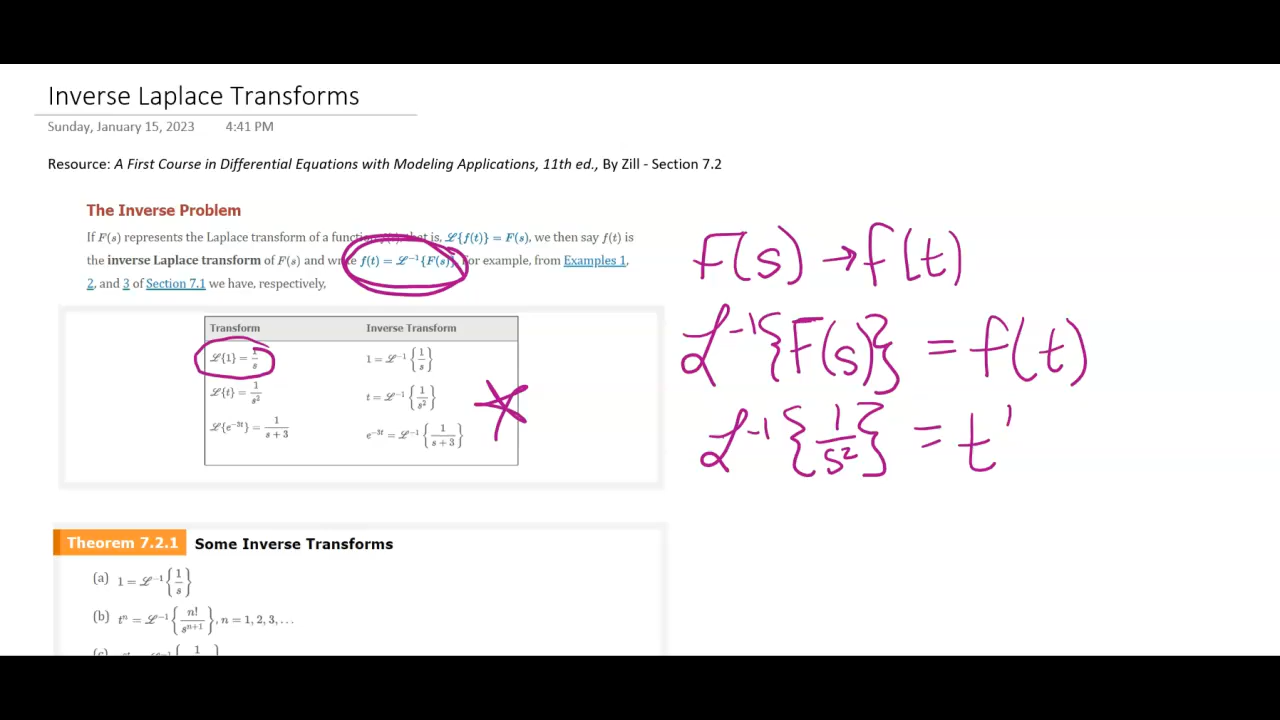 Inverse Laplace Transforms
Sunday, January 15, 2023 4:41 PM
Resource: A First Course in Differential Equations with Modeling Applications, 11th ed., By Zill - Section 7.2
The Inverse Problem
If F(s) represents the Laplace transform of a function f(t), that is, ℒ{f(t)} = F(s), we then say f(t) is
the inverse Laplace transform of F(s) and write f(t) = ℒ⁻¹{F(s)}. For example, from Examples 1,
2, and 3 of Section 7.1 we have, respectively,
Transform Inverse Transform
ℒ{1} = 1/s 1 = ℒ⁻¹{1/s}
ℒ{t} = 1/s² t = ℒ⁻¹{1/s²}
ℒ{e⁻³ᵗ} = 1/(s + 3) e⁻³ᵗ = ℒ⁻¹{1/(s + 3)}
F(s) → f(t)
ℒ⁻¹{F(s)} = f(t)
ℒ⁻¹{1/s²} = t¹
Theorem 7.2.1 Some Inverse Transforms
(a) 1 = ℒ⁻¹{1/s}
(b) tⁿ = ℒ⁻¹{n!/sⁿ⁺¹}, n = 1, 2, 3, …